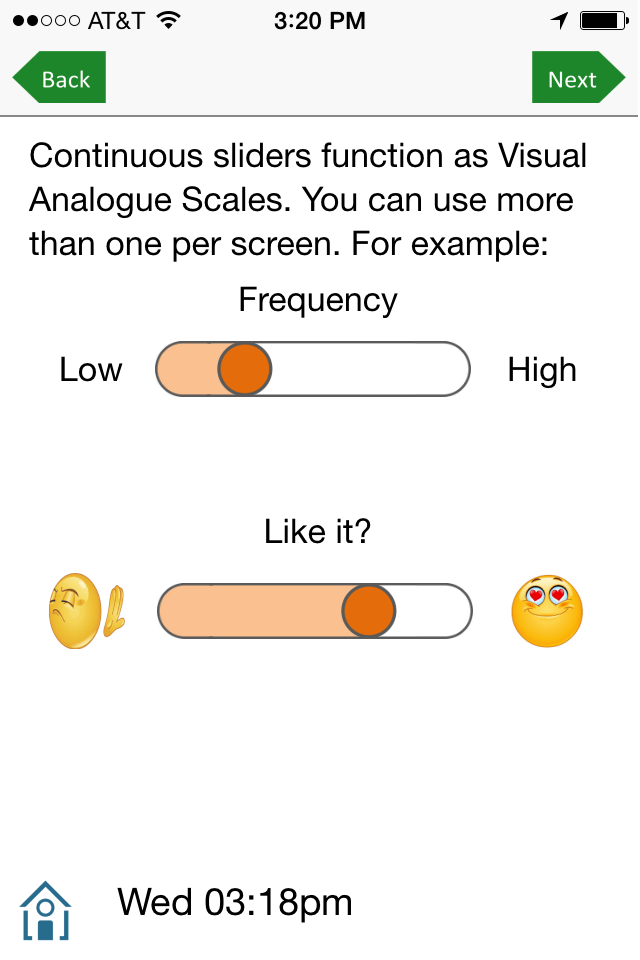 AT&T 3:20 PM
Back Next
Continuous sliders function as Visual
Analogue Scales. You can use more
than one per screen. For example:
Frequency
Low High
Like it?
Wed 03:18pm